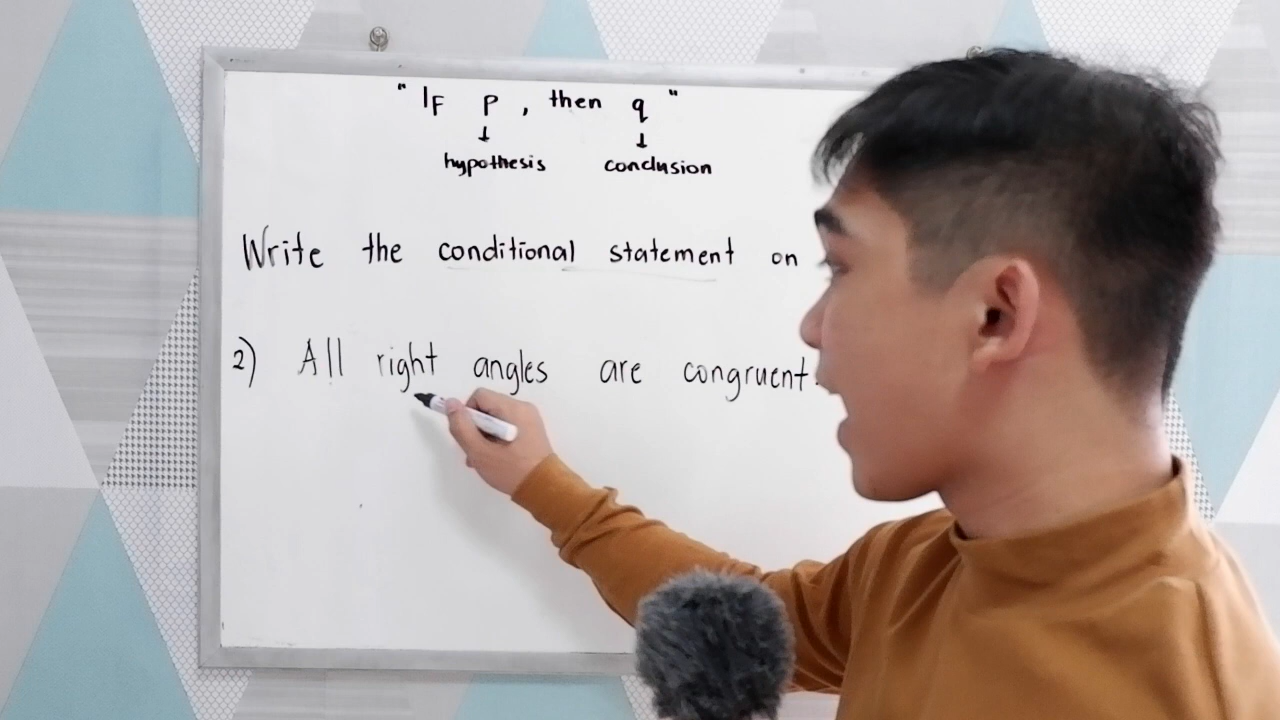 " IF P , then q "
↓ ↓
hypothesis conclusion
Write the conditional statement on
2) All right angles are congruent.